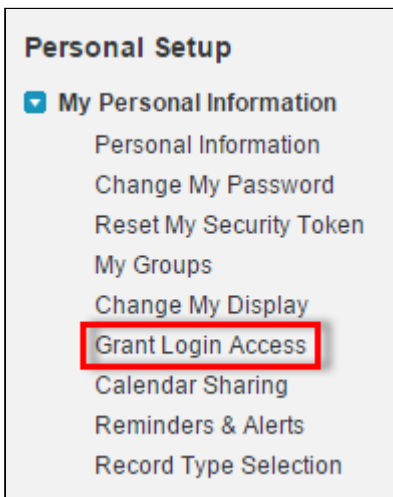 Personal Setup
My Personal Information
Personal Information
Change My Password
Reset My Security Token
My Groups
Change My Display
Grant Login Access
Calendar Sharing
Reminders & Alerts
Record Type Selection